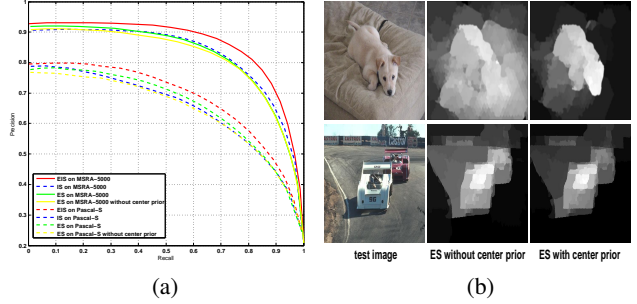 1
0.9
0.8
0.7
0.6
0.5
0.4
0.3
0.2
Precision
0 0.1 0.2 0.3 0.4 0.5 0.6 0.7 0.8 0.9 1
Recall
EIS on MSRA-5000
IS on MSRA-5000
ES on MSRA-5000
ES on MSRA-5000 without center prior
EIS on Pascal-S
IS on Pascal-S
ES on Pascal-S
ES on Pascal-S without center prior
(a)
98
test image ES without center prior ES with center prior
(b)